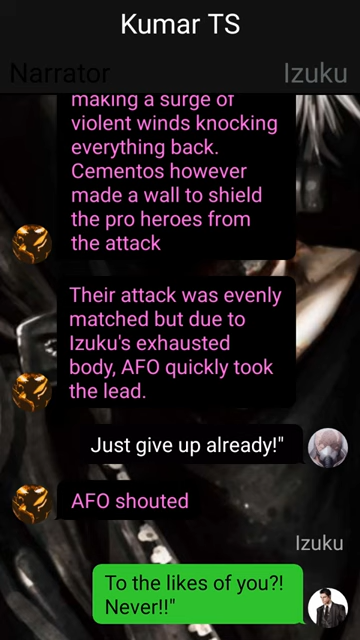 Kumar TS
Narrator
Izuku
making a surge of
violent winds knocking
everything back.
Cementos however
made a wall to shield
the pro heroes from
the attack
Their attack was evenly
matched but due to
Izuku's exhausted
body, AFO quickly took
the lead.
Just give up already!"
AFO shouted
Izuku
To the likes of you?!
Never!!"